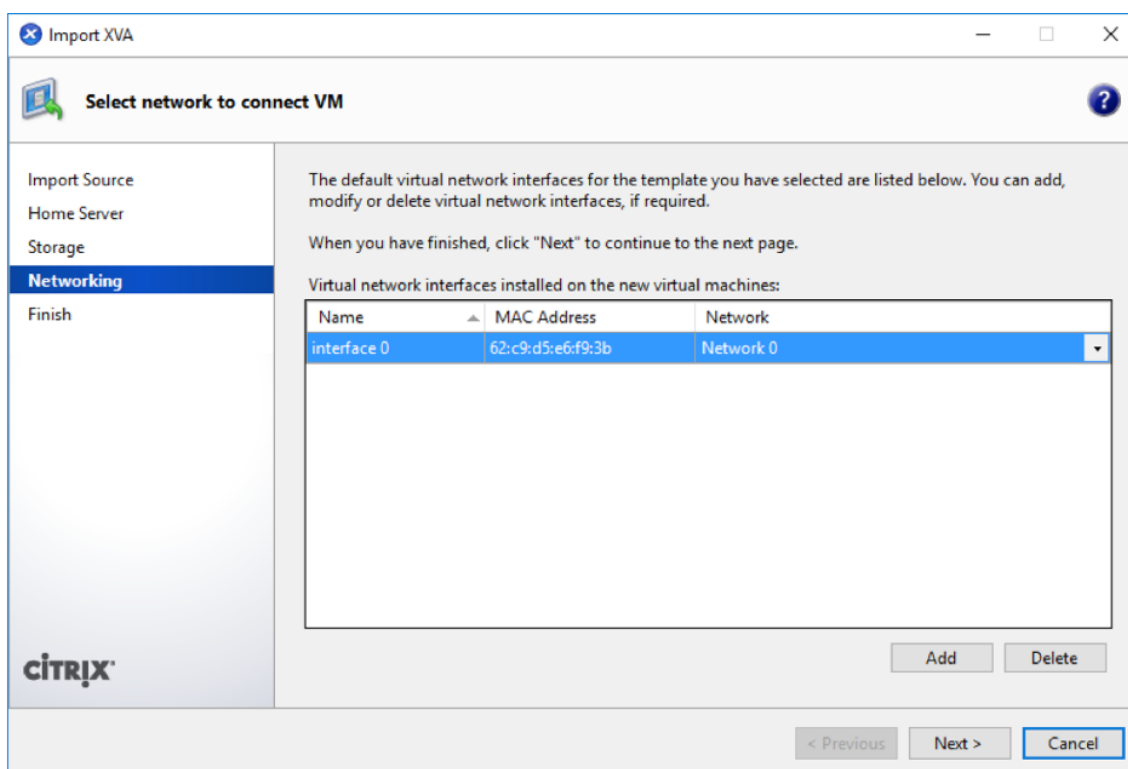 Import XVA
Select network to connect VM
?
Import Source
Home Server
Storage
Networking
Finish
The default virtual network interfaces for the template you have selected are listed below. You can add,
modify or delete virtual network interfaces, if required.
When you have finished, click "Next" to continue to the next page.
Virtual network interfaces installed on the new virtual machines:
Name MAC Address Network
interface 0 62:c9:d5:e6:f9:3b Network 0
Add Delete
CITRIX
< Previous Next > Cancel